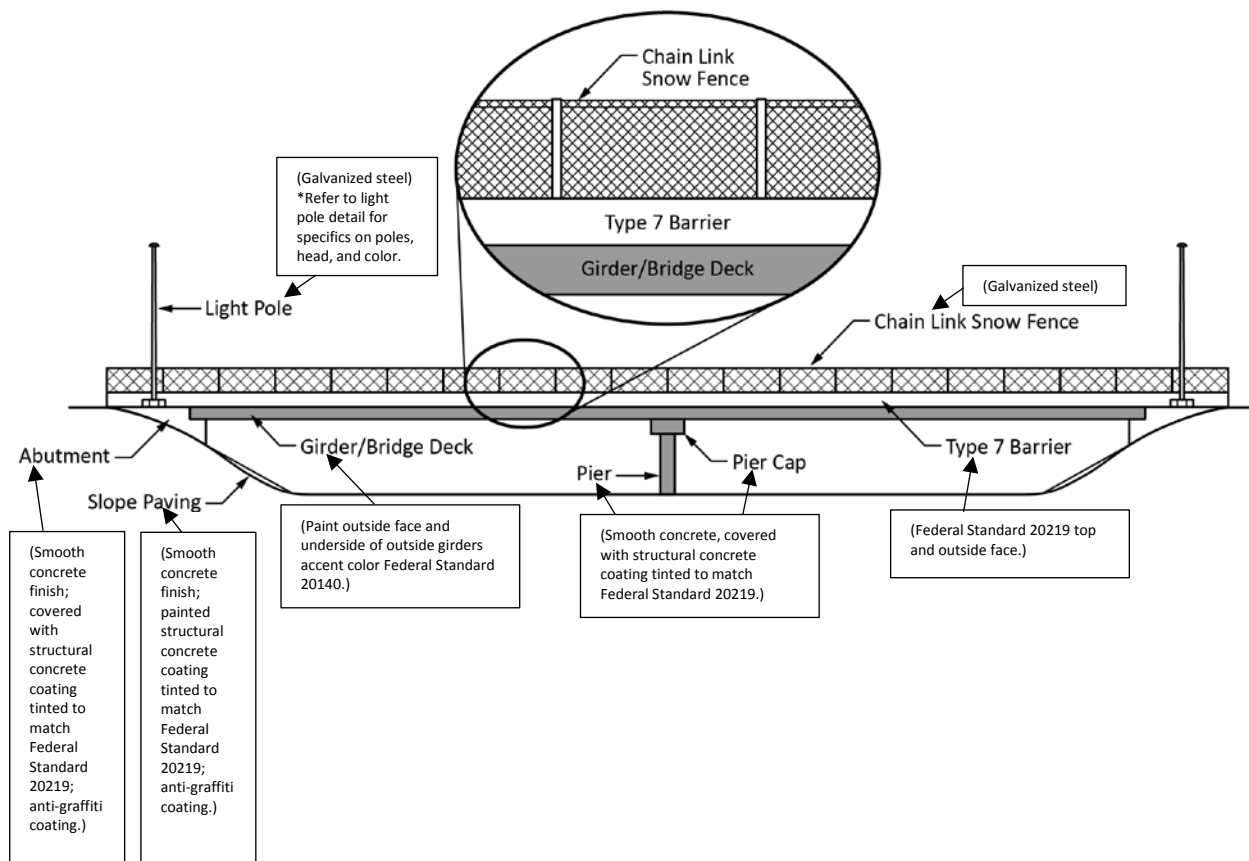 Chain Link
Snow Fence
Type 7 Barrier
Girder/Bridge Deck
(Galvanized steel)
*Refer to light
pole detail for
specifics on poles,
head, and color.
Light Pole
(Galvanized steel)
Chain Link Snow Fence
Abutment
Girder/Bridge Deck
Pier
Pier Cap
Type 7 Barrier
Slope Paving
(Smooth
concrete
finish;
covered
with
structural
concrete
coating
tinted to
match
Federal
Standard
20219;
anti-graffiti
coating.)
(Smooth
concrete
finish;
painted
structural
concrete
coating
tinted to
match
Federal
Standard
20219;
anti-graffiti
coating.)
(Paint outside face and
underside of outside girders
accent color Federal Standard
20140.)
(Smooth concrete, covered
with structural concrete
coating tinted to match
Federal Standard 20219.)
(Federal Standard 20219 top
and outside face.)